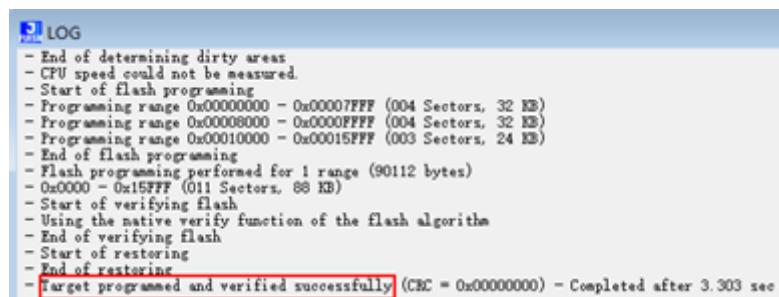 LOG
- End of determining dirty areas
- CPU speed could not be measured.
- Start of flash programming
- Programming range 0x00000000 - 0x00007FFF (004 Sectors, 32 KB)
- Programming range 0x00008000 - 0x0000FFFF (004 Sectors, 32 KB)
- Programming range 0x00010000 - 0x00015FFF (003 Sectors, 24 KB)
- End of flash programming
- Flash programming performed for 1 range (90112 bytes)
- 0x0000 - 0x15FFF (011 Sectors, 88 KB)
- Start of verifying flash
- Using the native verify function of the flash algorithm
- End of verifying flash
- Start of restoring
- End of restoring
- Target programmed and verified successfully (CRC = 0x00000000) - Completed after 3.303 sec